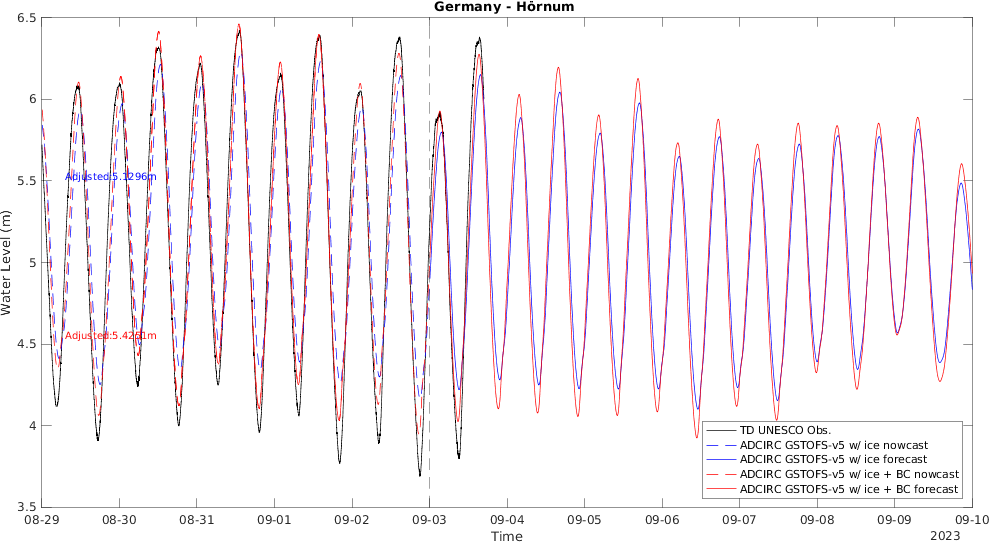 Germany - Hörnum
Water Level (m)
6.5
6
5.5
5
4.5
4
3.5
Adjusted:5.1296m
Adjusted:5.4251m
TD UNESCO Obs.
ADCIRC GSTOFS-v5 w/ ice nowcast
ADCIRC GSTOFS-v5 w/ ice forecast
ADCIRC GSTOFS-v5 w/ ice + BC nowcast
ADCIRC GSTOFS-v5 w/ ice + BC forecast
08-29 08-30 08-31 09-01 09-02 09-03 09-04 09-05 09-06 09-07 09-08 09-09 09-10
Time
2023